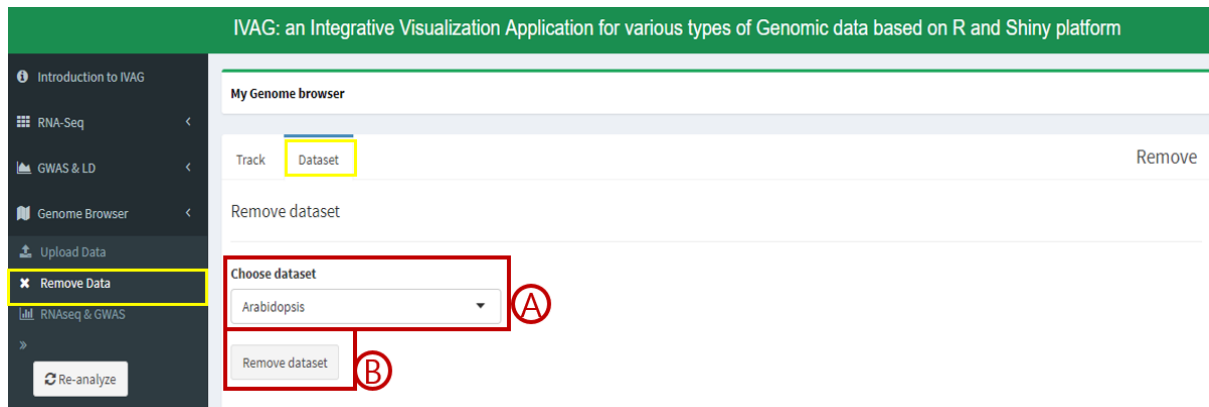 IVAG: an Integrative Visualization Application for various types of Genomic data based on R and Shiny platform
Introduction to IVAG
RNA-Seq
GWAS & LD
Genome Browser
Upload Data
Remove Data
RNAseq & GWAS
»
Re-analyze
My Genome browser
Track Dataset Remove
Remove dataset
Choose dataset
Arabidopsis
A
Remove dataset
B